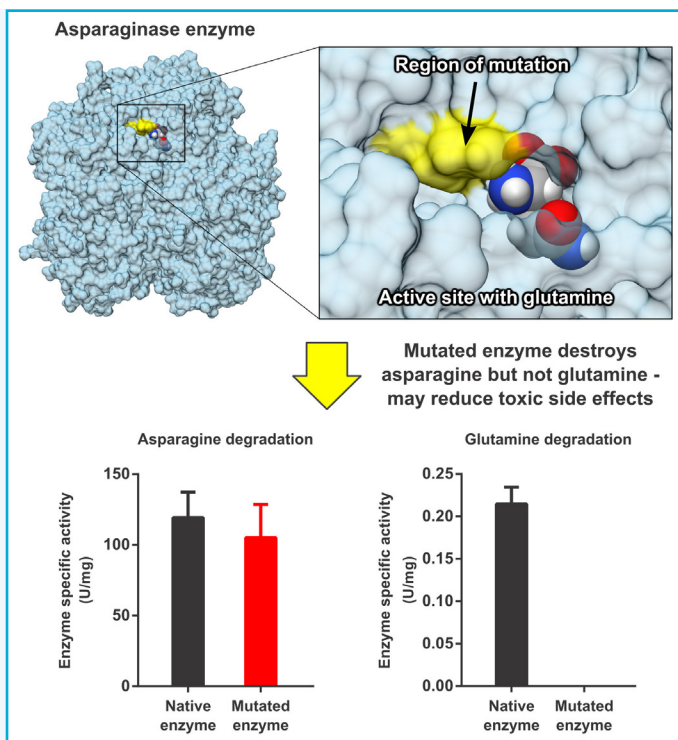 Asparaginase enzyme
Region of mutation
Active site with glutamine
Mutated enzyme destroys
asparagine but not glutamine -
may reduce toxic side effects
Asparagine degradation
Enzyme specific activity
(U/mg)
150
100
50
0
Native
enzyme
Mutated
enzyme
Glutamine degradation
Enzyme specific activity
(U/mg)
0.25
0.20
0.15
0.10
0.05
0.00
Native
enzyme
Mutated
enzyme